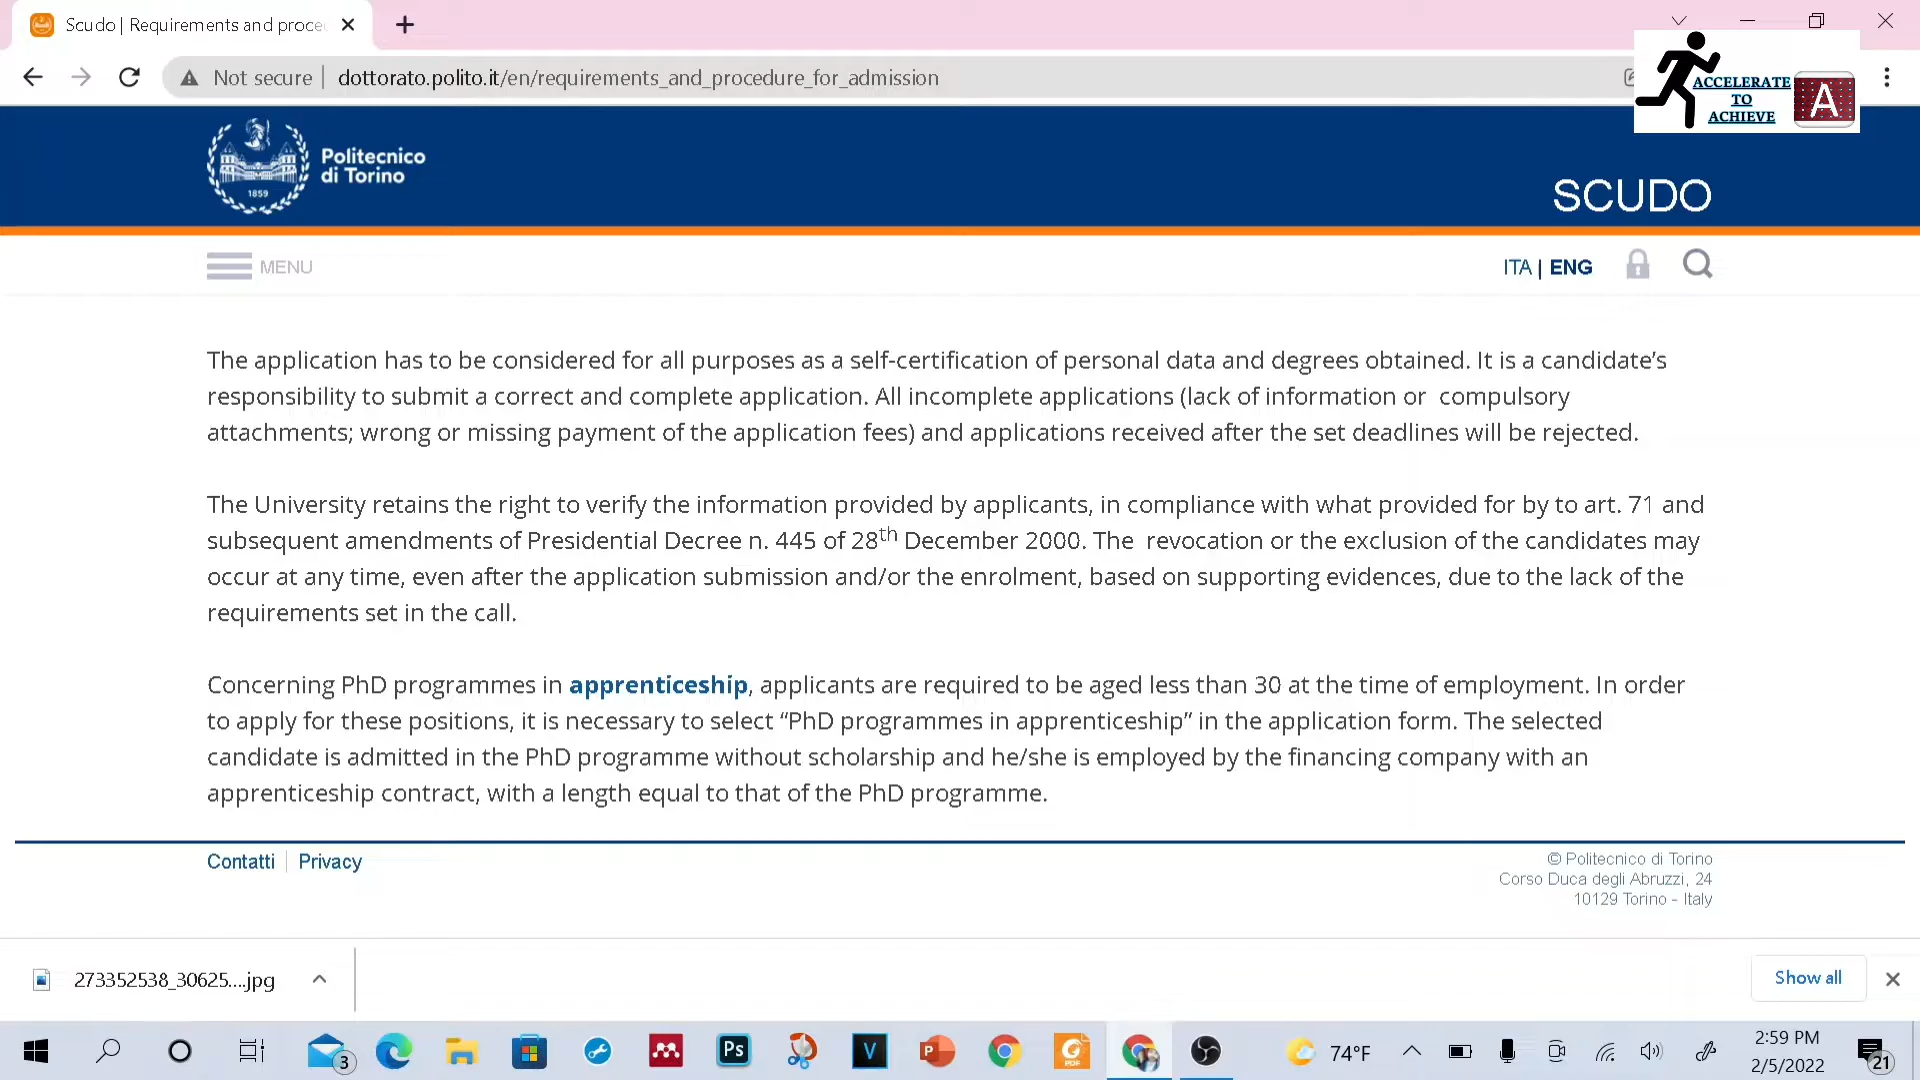 Scudo | Requirements and proce
Not secure
dottorato.polito.it/en/requirements_and_procedure_for_admission
ACCELERATE
TO
ACHIEVE
A
1859
Politecnico
di Torino
SCUDO
MENU
ITA | ENG
The application has to be considered for all purposes as a self-certification of personal data and degrees obtained. It is a candidate’s
responsibility to submit a correct and complete application. All incomplete applications (lack of information or compulsory
attachments; wrong or missing payment of the application fees) and applications received after the set deadlines will be rejected.
The University retains the right to verify the information provided by applicants, in compliance with what provided for by to art. 71 and
subsequent amendments of Presidential Decree n. 445 of 28th December 2000. The revocation or the exclusion of the candidates may
occur at any time, even after the application submission and/or the enrolment, based on supporting evidences, due to the lack of the
requirements set in the call.
Concerning PhD programmes in apprenticeship, applicants are required to be aged less than 30 at the time of employment. In order
to apply for these positions, it is necessary to select “PhD programmes in apprenticeship” in the application form. The selected
candidate is admitted in the PhD programme without scholarship and he/she is employed by the financing company with an
apprenticeship contract, with a length equal to that of the PhD programme.
Contatti | Privacy
© Politecnico di Torino
Corso Duca degli Abruzzi, 24
10129 Torino - Italy
273352538_30625....jpg
Show all
3
Ps
V
P
PDF
74°F
2:59 PM
2/5/2022
21